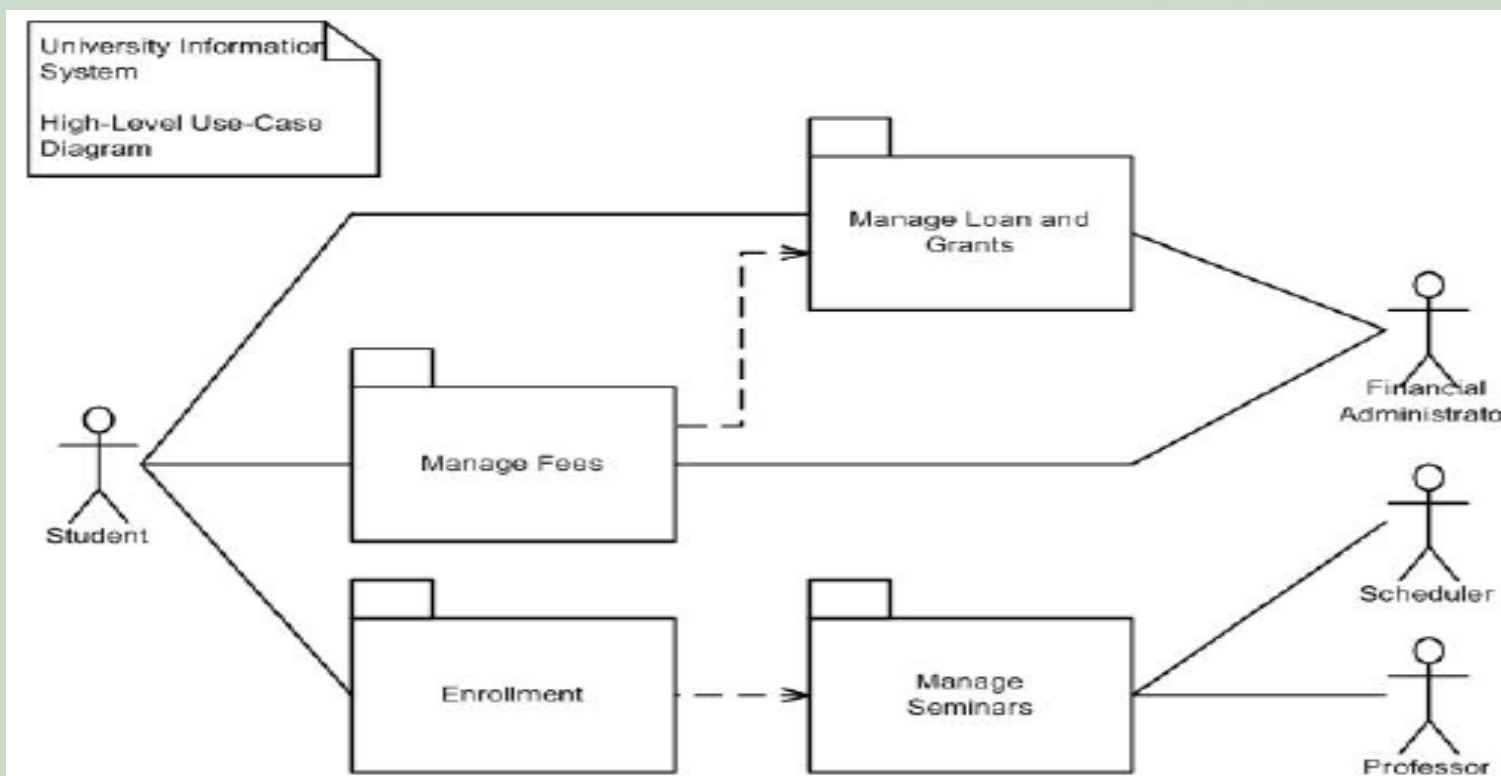 University Information
System
High-Level Use-Case
Diagram
Manage Loan and
Grants
Financial
Administrato
Manage Fees
Student
Scheduler
Enrollment
Manage
Seminars
Professor